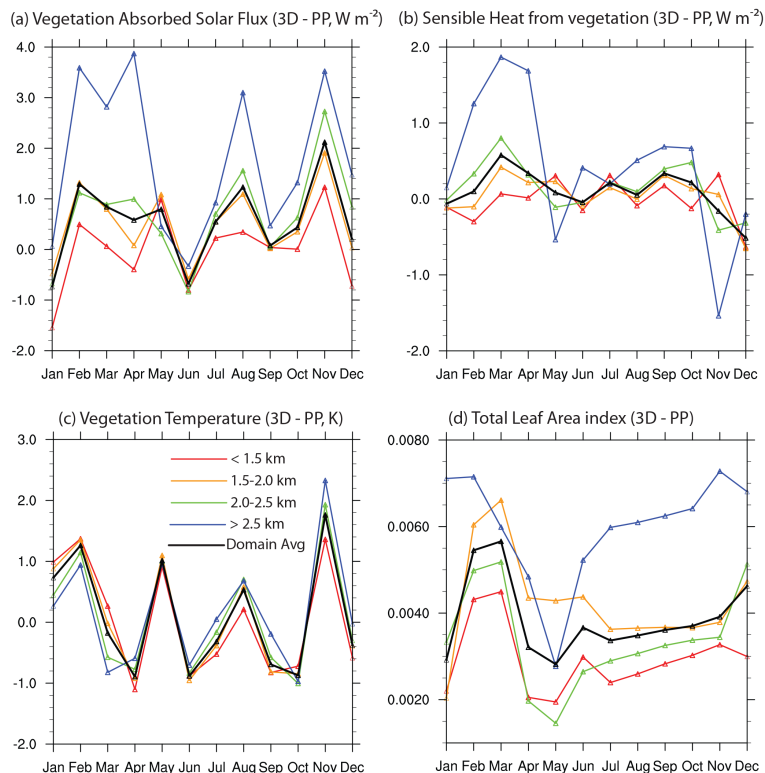 (a) Vegetation Absorbed Solar Flux (3D - PP, W m⁻²)
4.0
3.0
2.0
1.0
0.0
-1.0
-2.0
Jan Feb Mar Apr May Jun Jul Aug Sep Oct Nov Dec
(b) Sensible Heat from vegetation (3D - PP, W m⁻²)
2.0
1.0
0.0
-1.0
-2.0
Jan Feb Mar Apr May Jun Jul Aug Sep Oct Nov Dec
(c) Vegetation Temperature (3D - PP, K)
3.0
2.0
1.0
0.0
-1.0
-2.0
< 1.5 km
1.5-2.0 km
2.0-2.5 km
> 2.5 km
Domain Avg
Jan Feb Mar Apr May Jun Jul Aug Sep Oct Nov Dec
(d) Total Leaf Area index (3D - PP)
0.0080
0.0060
0.0040
0.0020
Jan Feb Mar Apr May Jun Jul Aug Sep Oct Nov Dec